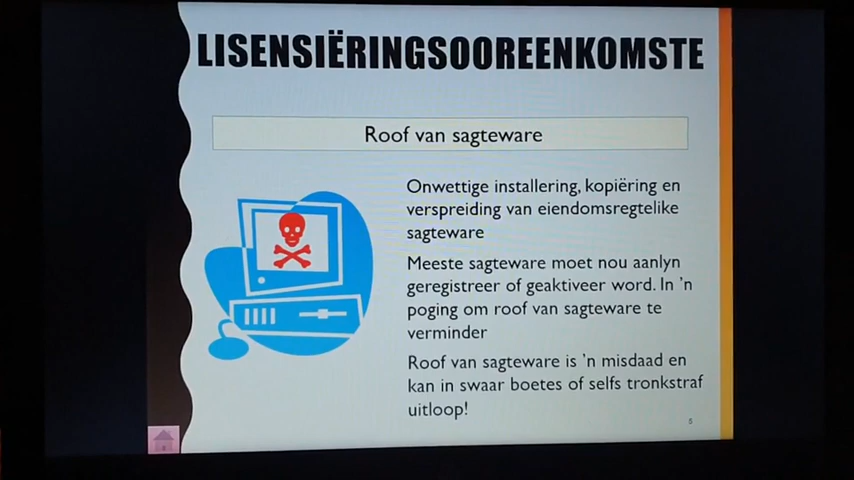 LISENSIËRINGSOOREENKOMSTE
Roof van sagteware
Onwettige installering, kopiëring en
verspreiding van eiendomsregtelike
sagteware
Meeste sagteware moet nou aanlyn
geregistreer of geaktiveer word. In 'n
poging om roof van sagteware te
verminder
Roof van sagteware is 'n misdaad en
kan in swaar boetes of selfs tronkstraf
uitloop!
5